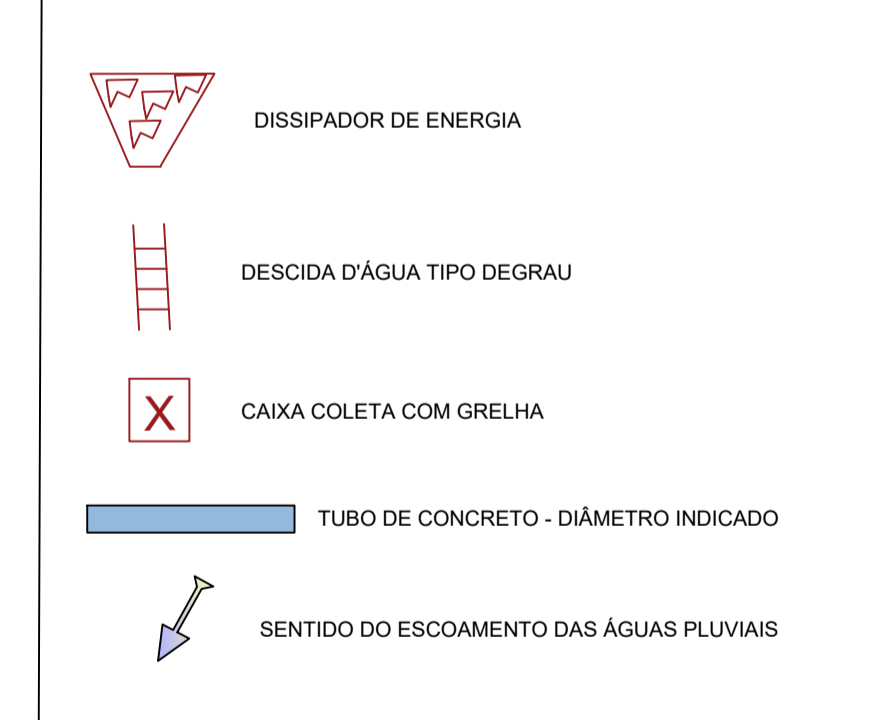 DISSIPADOR DE ENERGIA
DESCIDA D'ÁGUA TIPO DEGRAU
X
CAIXA COLETA COM GRELHA
TUBO DE CONCRETO - DIÂMETRO INDICADO
SENTIDO DO ESCOAMENTO DAS ÁGUAS PLUVIAIS